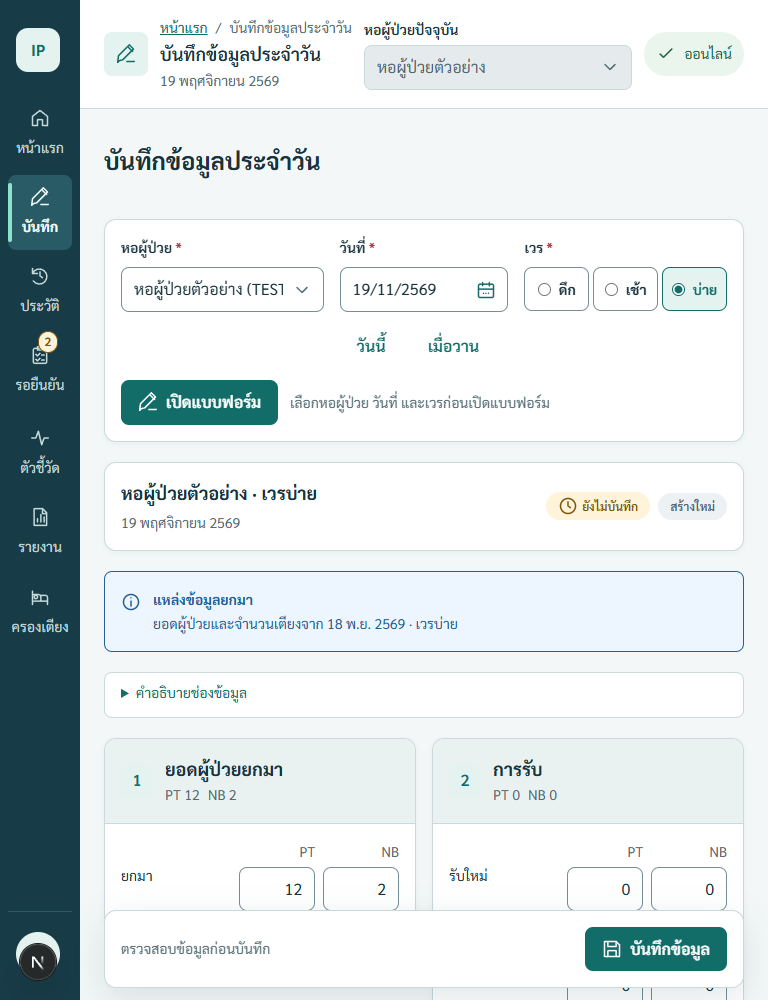 IP
หน้าแรก
บันทึก
ประวัติ
2
รอยืนยัน
ตัวชี้วัด
รายงาน
ครองเตียง
N
หน้าแรก / บันทึกข้อมูลประจำวัน
บันทึกข้อมูลประจำวัน
19 พฤศจิกายน 2569
หอผู้ป่วยปัจจุบัน
หอผู้ป่วยตัวอย่าง
ออนไลน์
บันทึกข้อมูลประจำวัน
หอผู้ป่วย * วันที่ * เวร *
หอผู้ป่วยตัวอย่าง (TEST 19/11/2569 ดึก เช้า บ่าย
วันนี้ เมื่อวาน
เปิดแบบฟอร์ม เลือกหอผู้ป่วย วันที่ และเวรก่อนเปิดแบบฟอร์ม
หอผู้ป่วยตัวอย่าง · เวรบ่าย
19 พฤศจิกายน 2569
ยังไม่บันทึก สร้างใหม่
แหล่งข้อมูลยกมา
ยอดผู้ป่วยและจำนวนเตียงจาก 18 พ.ย. 2569 · เวรบ่าย
คำอธิบายช่องข้อมูล
1 ยอดผู้ป่วยยกมา
PT 12 NB 2
PT NB
ยกมา 12 2
2 การรับ
PT 0 NB 0
PT NB
รับใหม่ 0 0
ตรวจสอบข้อมูลก่อนบันทึก บันทึกข้อมูล